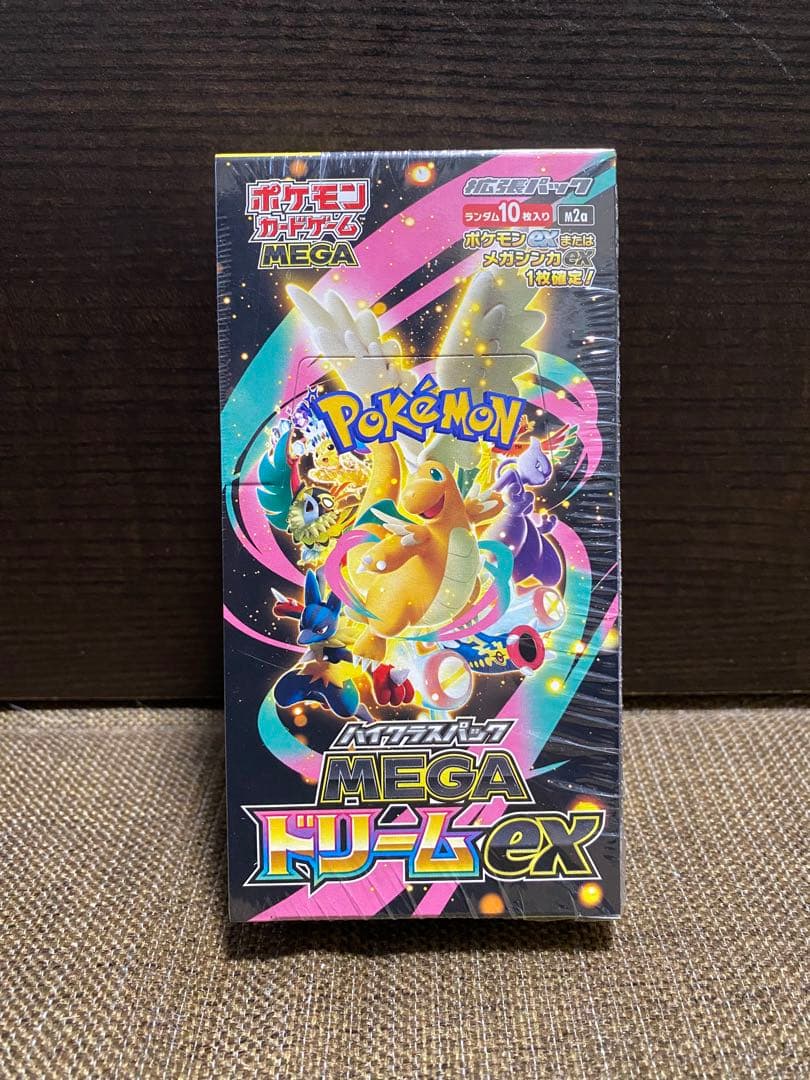 ポケモン
カードゲーム
MEGA
拡張パック
ランダム10枚入り
M2a
ポケモンexまたは
メガシンカex
1枚確定!
POKéMON
ハイクラスパック
MEGA
ドリームex